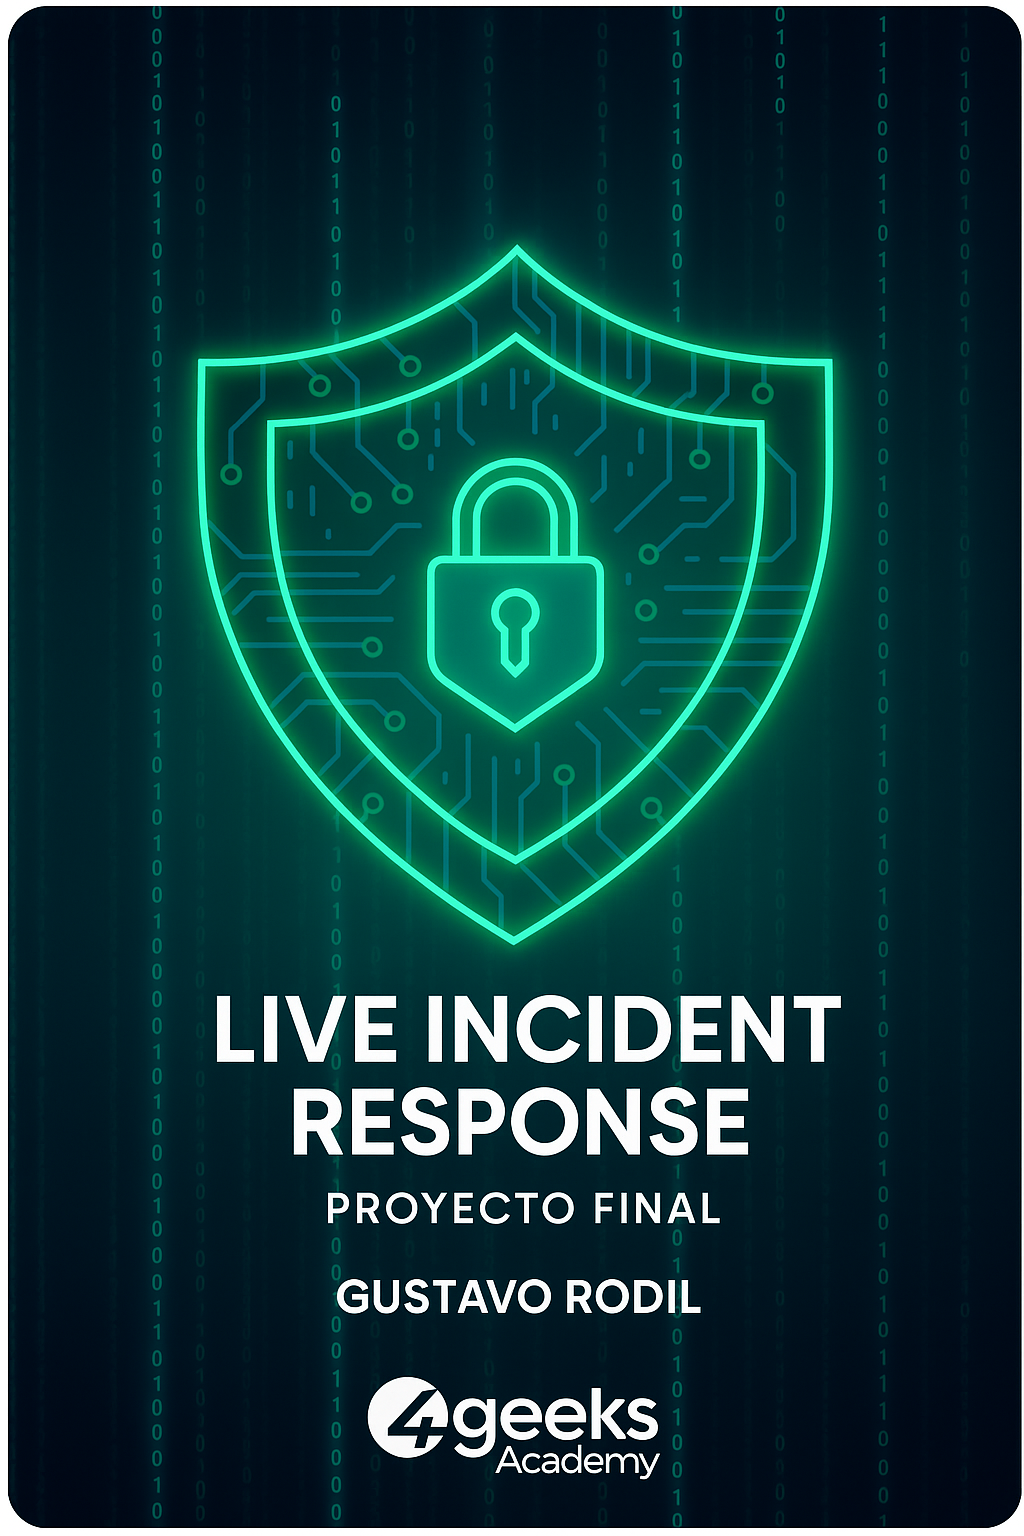 LIVE INCIDENT
RESPONSE
PROYECTO FINAL
GUSTAVO RODIL
4geeks
Academy